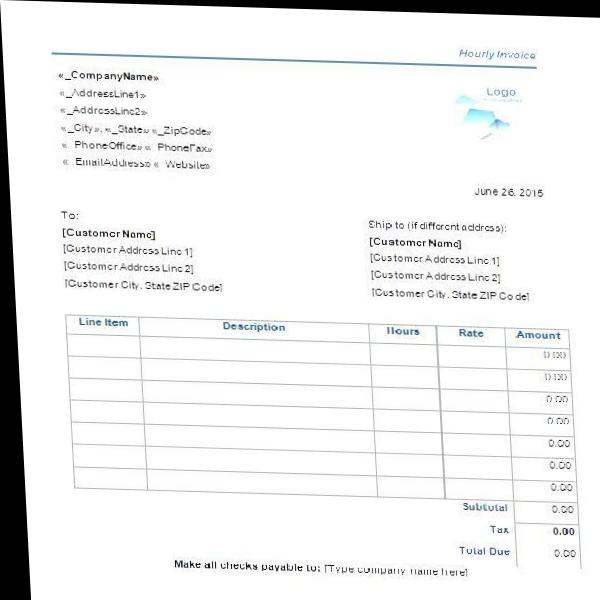 Hourly Invoice
«_CompanyName»
«_AddressLine1»
«_AddressLine2»
«_City», «_State» «_ZipCode»
«_PhoneOffice» «_PhoneFax»
«_EmailAddress» «_Website»
Logo
June 26, 2015
To:
[Customer Name]
[Customer Address Line 1]
[Customer Address Line 2]
[Customer City, State ZIP Code]
Ship to (if different address):
[Customer Name]
[Customer Address Line 1]
[Customer Address Line 2]
[Customer City, State ZIP Code]
Line Item Description Hours Rate Amount
0.00
0.00
0.00
0.00
0.00
0.00
0.00
Subtotal 0.00
Tax 0.00
Total Due 0.00
Make all checks payable to: [Type company name here]